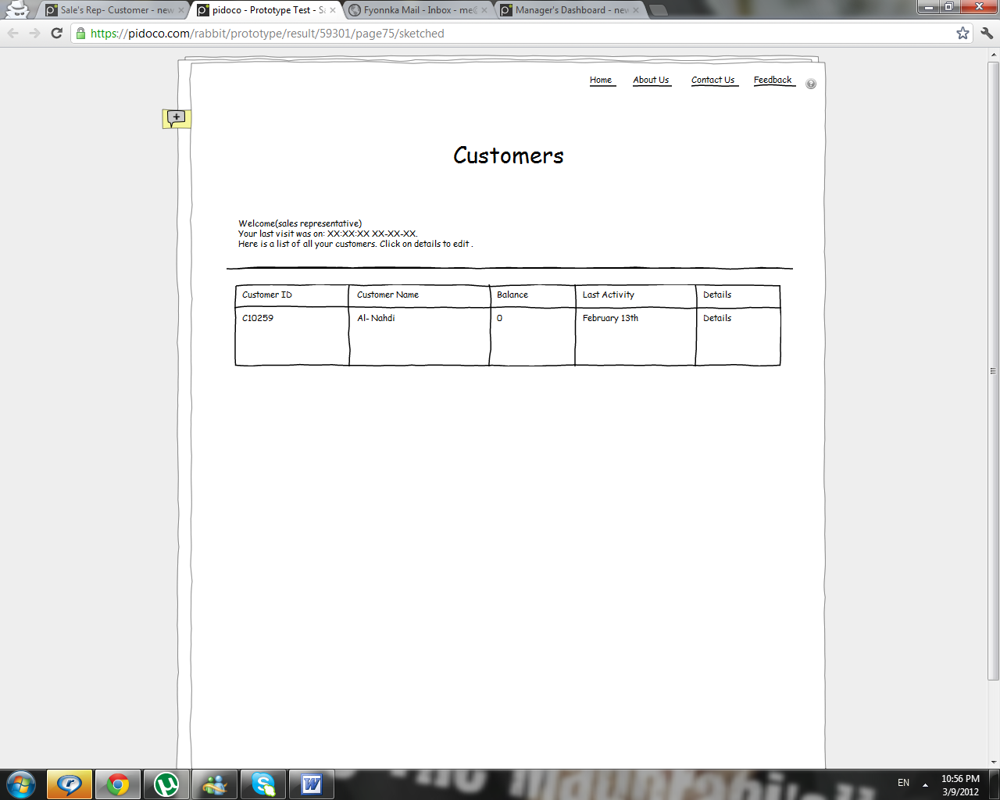 Sale's Rep- Customer - new
pidoco - Prototype Test - Sa
Fyonnka Mail - Inbox - me@
Manager's Dashboard - new
https://pidoco.com/rabbit/prototype/result/59301/page75/sketched
Home About Us Contact Us Feedback ?
+
Customers
Welcome(sales representative)
Your last visit was on: XX:XX:XX XX-XX-XX.
Here is a list of all your customers. Click on details to edit .
Customer ID Customer Name Balance Last Activity Details
C10259 Al- Nahdi 0 February 13th Details
EN
10:56 PM
3/9/2012